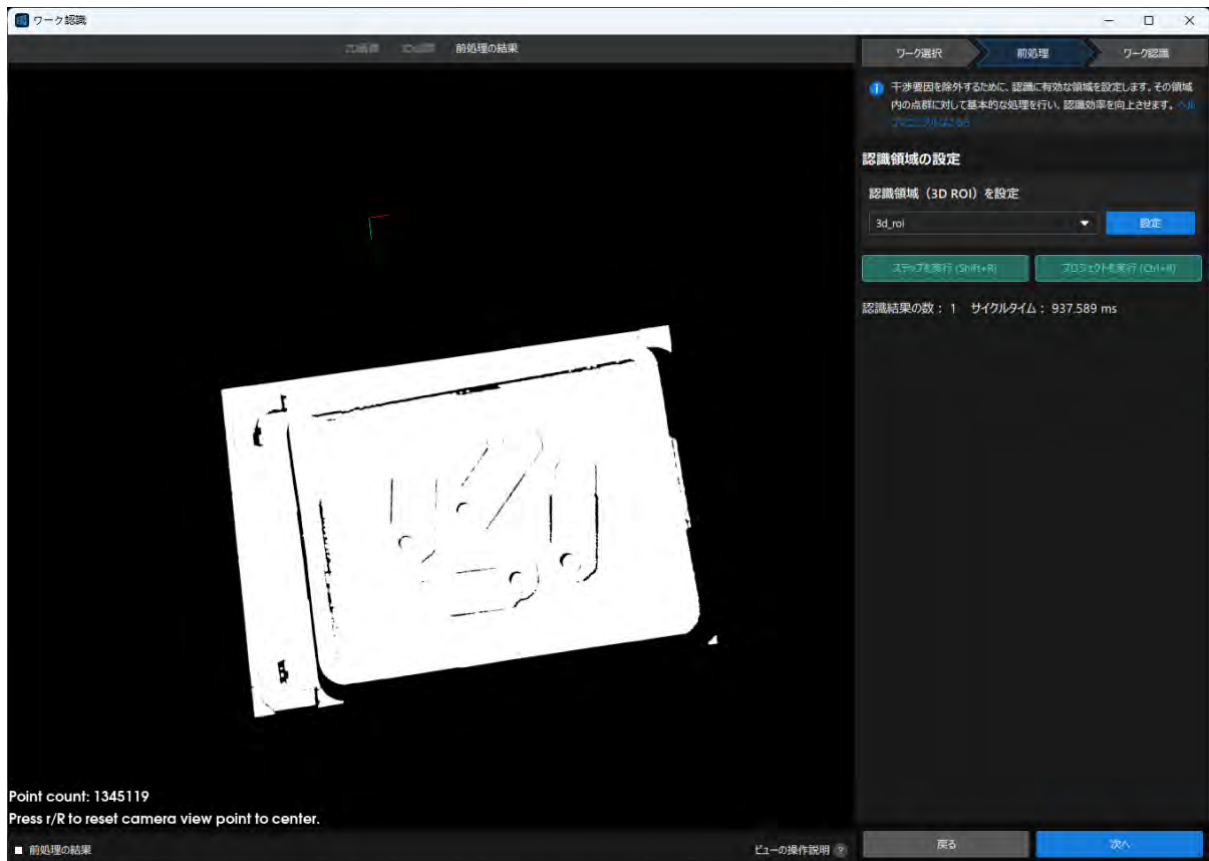 ワーク認識
前処理の結果
ワーク選択
前処理
ワーク認識
干渉要因を除外するために、認識に有効な領域を設定します。その領域
内の点群に対して基本的な処理を行い、認識効率を向上させます。
認識領域の設定
認識領域（3D ROI）を設定
3d_roi
設定
ステップを実行 (Shift+R)
プロジェクトを実行 (Ctrl+R)
認識結果の数： 1 サイクルタイム： 937.589 ms
Point count: 1345119
Press r/R to reset camera view point to center.
前処理の結果
ビューの操作説明 ?
戻る
次へ